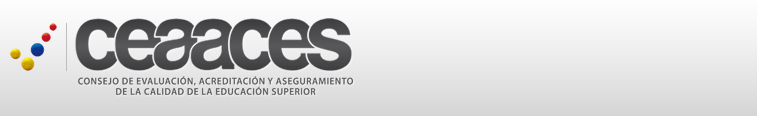 ceaaces
CONSEJO DE EVALUACIÓN, ACREDITACIÓN Y ASEGURAMIENTO
DE LA CALIDAD DE LA EDUCACIÓN SUPERIOR